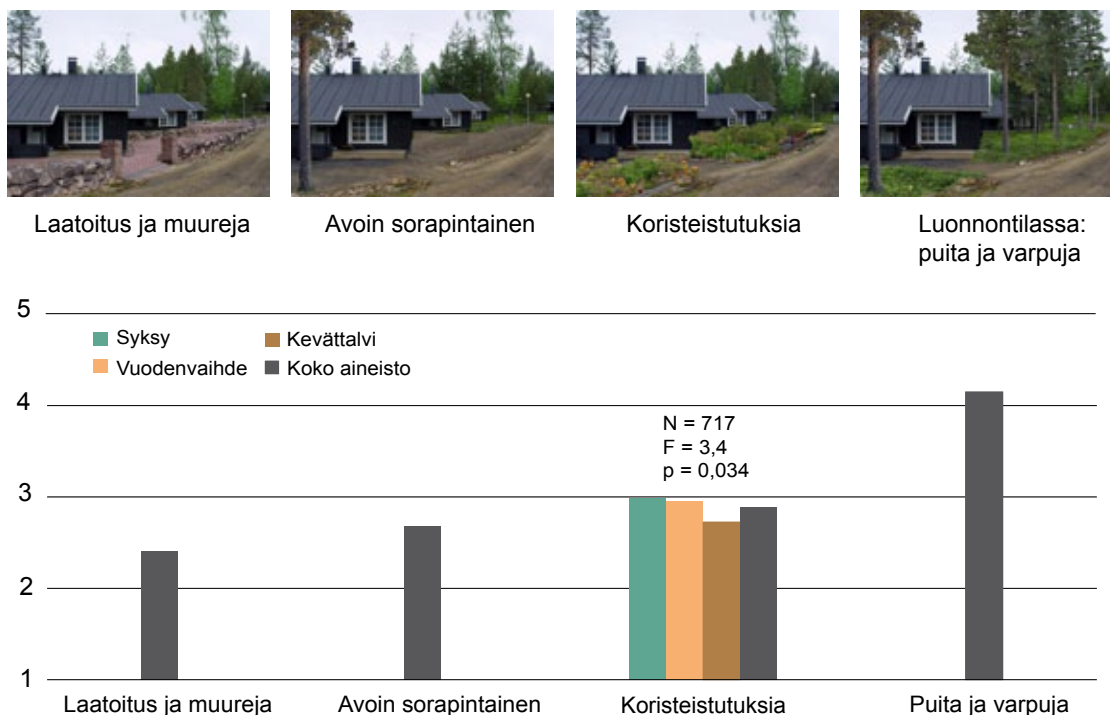 Laatoitus ja muureja
Avoin sorapintainen
Koristeistutuksia
Luonnontilassa:
puita ja varpuja
5
4
3
2
1
Syksy
Vuodenvaihde
Kevättalvi
Koko aineisto
N = 717
F = 3,4
p = 0,034
Laatoitus ja muureja
Avoin sorapintainen
Koristeistutuksia
Puita ja varpuja